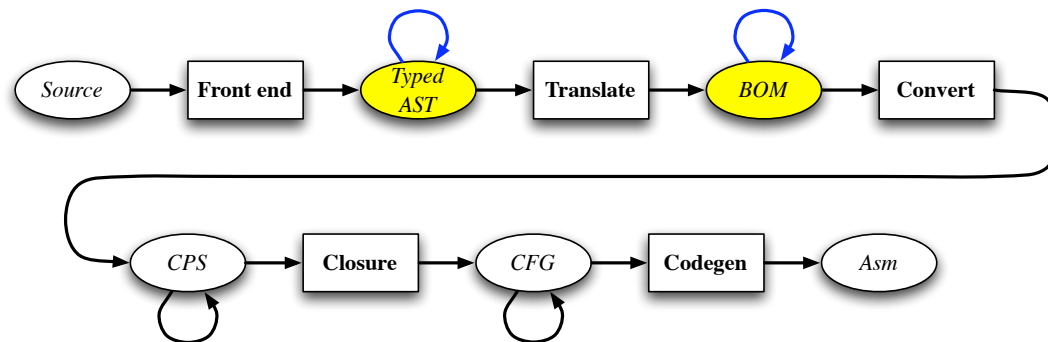 Source
Front end
Typed
AST
Translate
BOM
Convert
CPS
Closure
CFG
Codegen
Asm